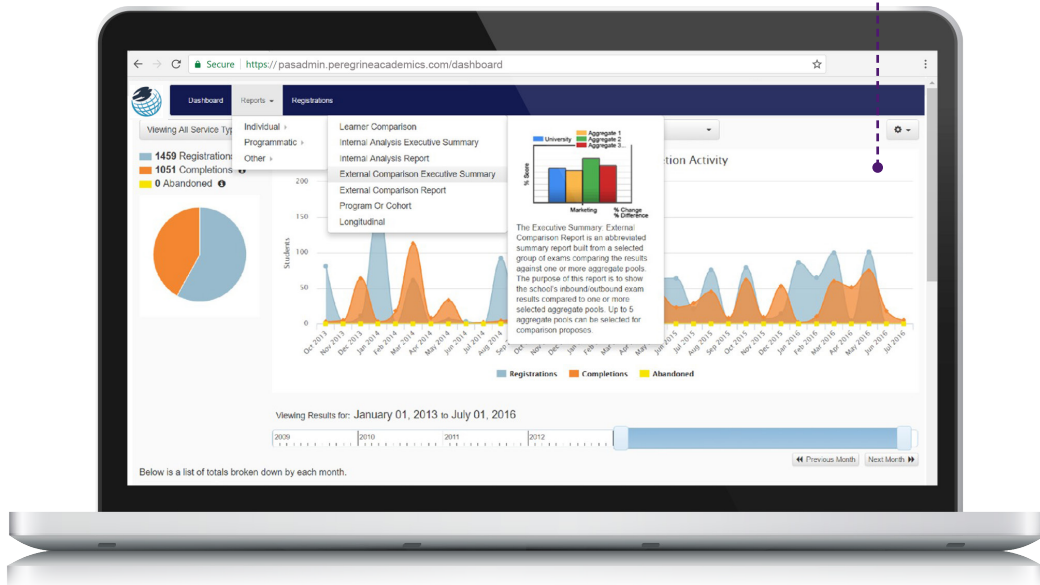 Secure https://pasadmin.peregrineacademics.com/dashboard
Dashboard Reports Registrations
Viewing All Service Typ
Individual
Programmatic
Other
Learner Comparison
Internal Analysis Executive Summary
Internal Analysis Report
External Comparison Executive Summary
External Comparison Report
Program Or Cohort
Longitudinal
1459 Registrations
1051 Completions
0 Abandoned
University
Aggregate 1
Aggregate 2
Aggregate 3...
% Score
Marketing
% Change
% Difference
The Executive Summary: External
Comparison Report is an abbreviated
summary report built from a selected
group of exams comparing the results
against one or more aggregate pools.
The purpose of this report is to show
the school's inbound/outbound exam
results compared to one or more
selected aggregate pools. Up to 5
aggregate pools can be selected for
comparison proposes.
etion Activity
Students
200
150
100
50
0
Oct 2013 Nov 2013 Dec 2013 Jan 2014 Feb 2014 Mar 2014 Apr 2014 May 2014 Jun 2014 Jul 2014 Aug 2014 Sep Oct Nov Dec Jan Feb Mar Apr May Jun 2015 Jul 2015 Aug 2015 Sep 2015 Oct 2015 Nov 2015 Dec 2015 Jan 2016 Feb 2016 Mar 2016 Apr 2016 May 2016 Jun 2016 Jul 2016
Registrations Completions Abandoned
Viewing Results for: January 01, 2013 to July 01, 2016
2009 2010 2011 2012
Previous Month Next Month
Below is a list of totals broken down by each month.